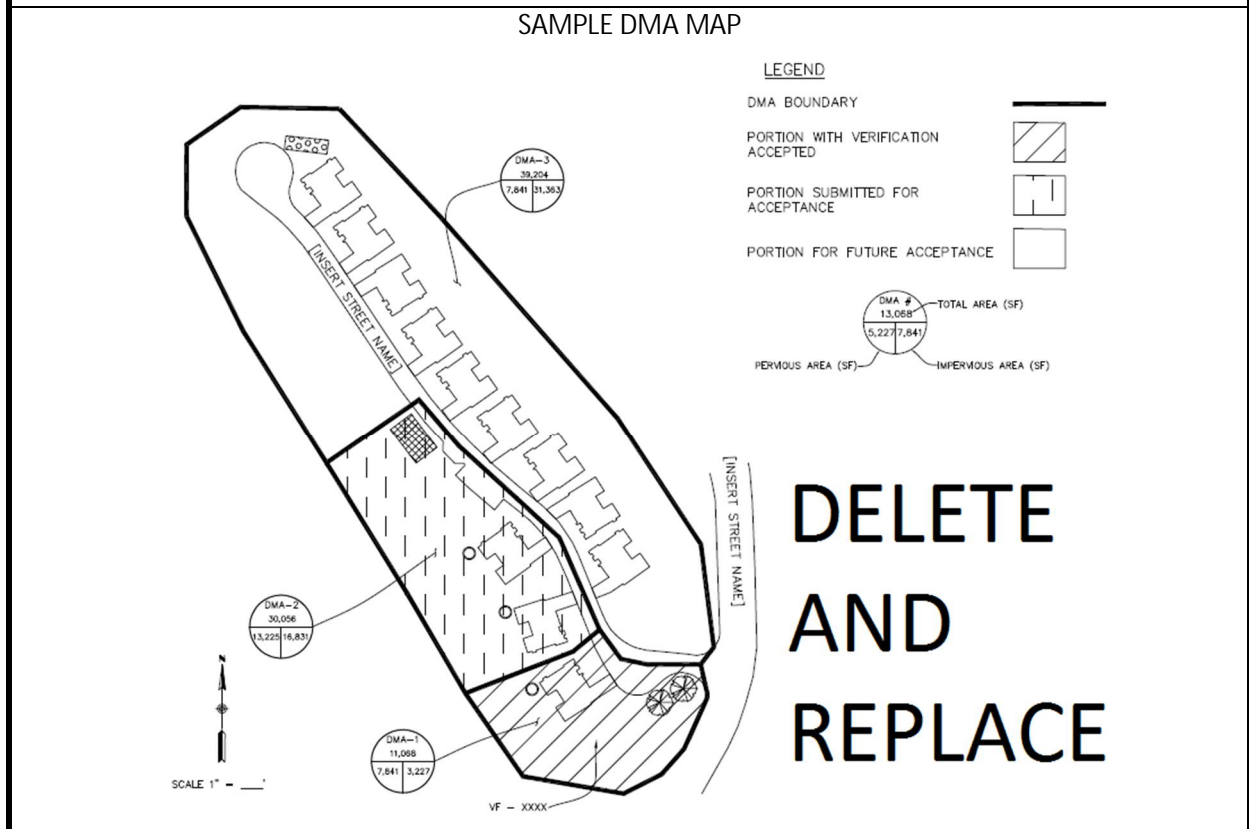 SAMPLE DMA MAP
LEGEND
DMA BOUNDARY
PORTION WITH VERIFICATION
ACCEPTED
PORTION SUBMITTED FOR
ACCEPTANCE
PORTION FOR FUTURE ACCEPTANCE
DMA #
13,068
5,227 7,841
TOTAL AREA (SF)
PERVIOUS AREA (SF)
IMPERVIOUS AREA (SF)
DMA-3
39,204
7,841 31,363
[INSERT STREET NAME]
[INSERT STREET NAME]
DMA-2
30,056
13,225 16,831
DMA-1
11,068
7,841 3,227
N
SCALE 1" = ___'
VF - XXXX
DELETE
AND
REPLACE